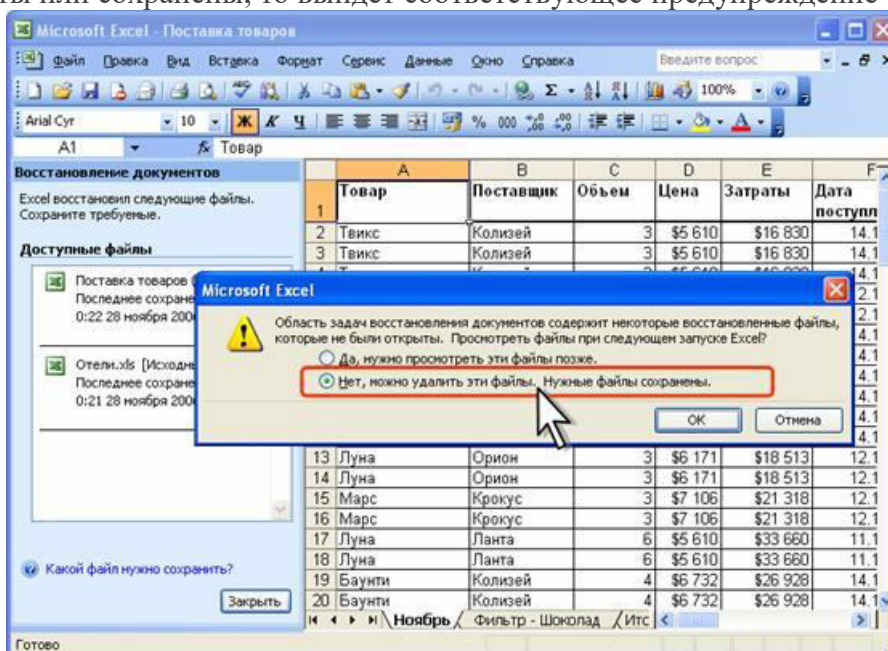 или сохранены, то выйдет соответствующее предупреждение
Microsoft Excel - Поставка товаров
Файл Правка Вид Вставка Формат Сервис Данные Окно Справка Введите вопрос
100%
Arial Cyr 10 Ж К Ч % 000
A1 fx Товар
Восстановление документов
Excel восстановил следующие файлы.
Сохраните требуемые.
Доступные файлы
Поставка товаров
Последнее
0:22 28 ноября
Отели.xls
Последнее
0:21 28 ноября
Какой файл нужно сохранить?
Закрыть
A B C D E F
1 Товар Поставщик Объем Цена Затраты Дата
2 Твикс Колизей 3 $5 610 $16 830 14.1
3 Твикс Колизей 3 $5 610 $16 830 14.1
Microsoft Excel
Область задач восстановления документов содержит некоторые восстановленные файлы,
которые не были открыты. Просмотреть файлы при следующем запуске Excel?
Да, нужно просмотреть эти файлы позже.
Нет, можно удалить эти файлы. Нужные файлы сохранены.
OK Отмена
13 Луна Орион 3 $6 171 $18 513 12.1
14 Луна Орион 3 $6 171 $18 513 12.1
15 Марс Крокус 3 $7 106 $21 318 12.1
16 Марс Крокус 3 $7 106 $21 318 12.1
17 Луна Ланта 6 $5 610 $33 660 11.1
18 Луна Ланта 6 $5 610 $33 660 11.1
19 Баунти Колизей 4 $6 732 $26 928 14.1
20 Баунти Колизей 4 $6 732 $26 928 14.1
Ноябрь Фильтр - Шоколад Итс
Готово